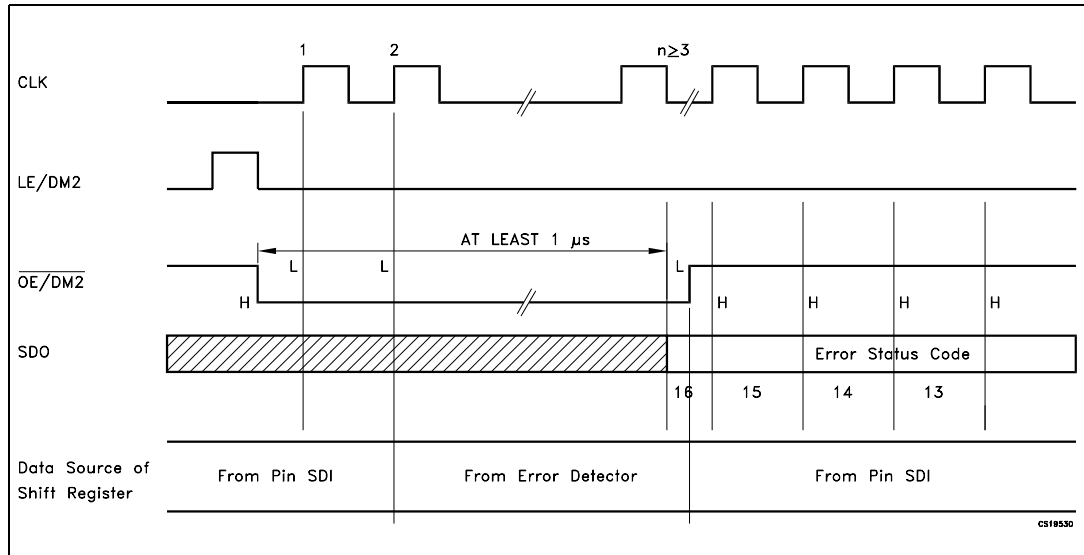 1 2 n≥3
CLK
LE/DM2
AT LEAST 1 µs
L L L
OE/DM2
H H H H H
SDO Error Status Code
16 15 14 13
Data Source of
Shift Register
From Pin SDI From Error Detector From Pin SDI
CS19530